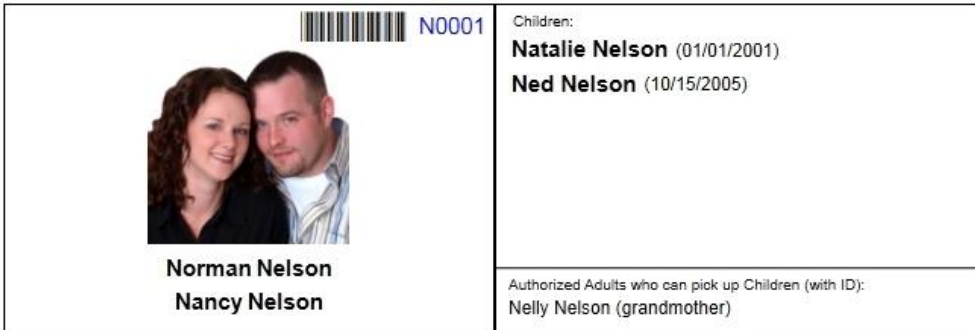 N0001
Norman Nelson
Nancy Nelson
Children:
Natalie Nelson (01/01/2001)
Ned Nelson (10/15/2005)
Authorized Adults who can pick up Children (with ID):
Nelly Nelson (grandmother)